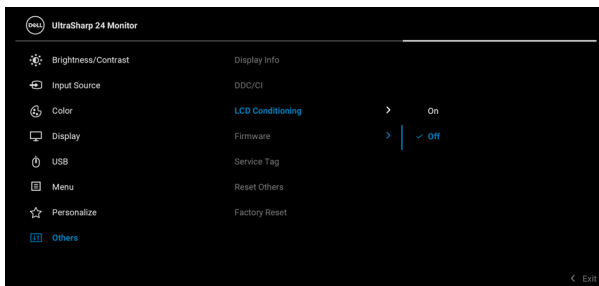 DELL UltraSharp 24 Monitor
Brightness/Contrast
Input Source
Color
Display
USB
Menu
Personalize
Others
Display Info
DDC/CI
LCD Conditioning
Firmware
Service Tag
Reset Others
Factory Reset
On
Off
Exit